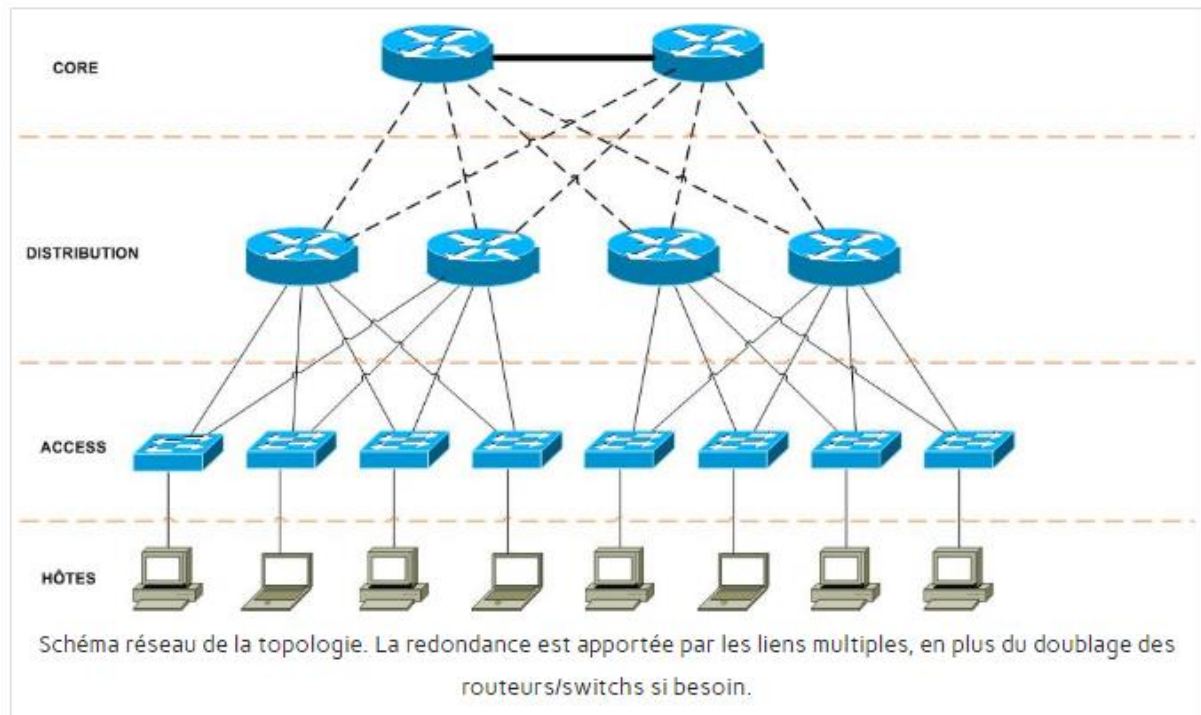 CORE
DISTRIBUTION
ACCESS
HÔTES
Schéma réseau de la topologie. La redondance est apportée par les liens multiples, en plus du doublage des
routeurs/switchs si besoin.